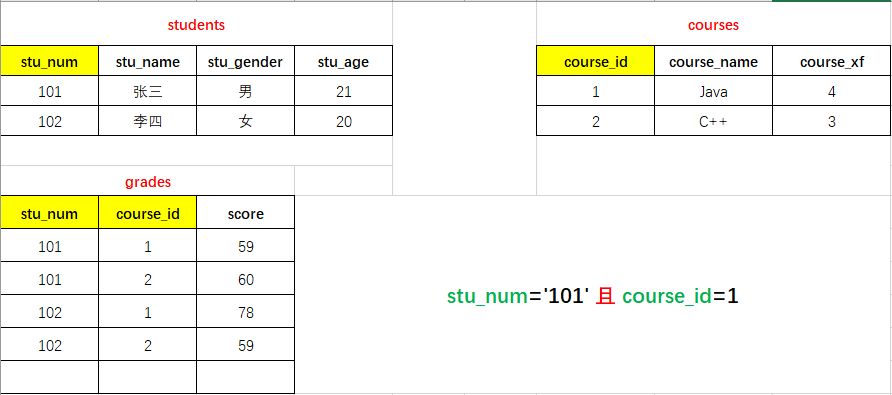 students
stu_num stu_name stu_gender stu_age
101 张三 男 21
102 李四 女 20
courses
course_id course_name course_xf
1 Java 4
2 C++ 3
grades
stu_num course_id score
101 1 59
101 2 60
102 1 78
102 2 59
stu_num='101' 且 course_id=1